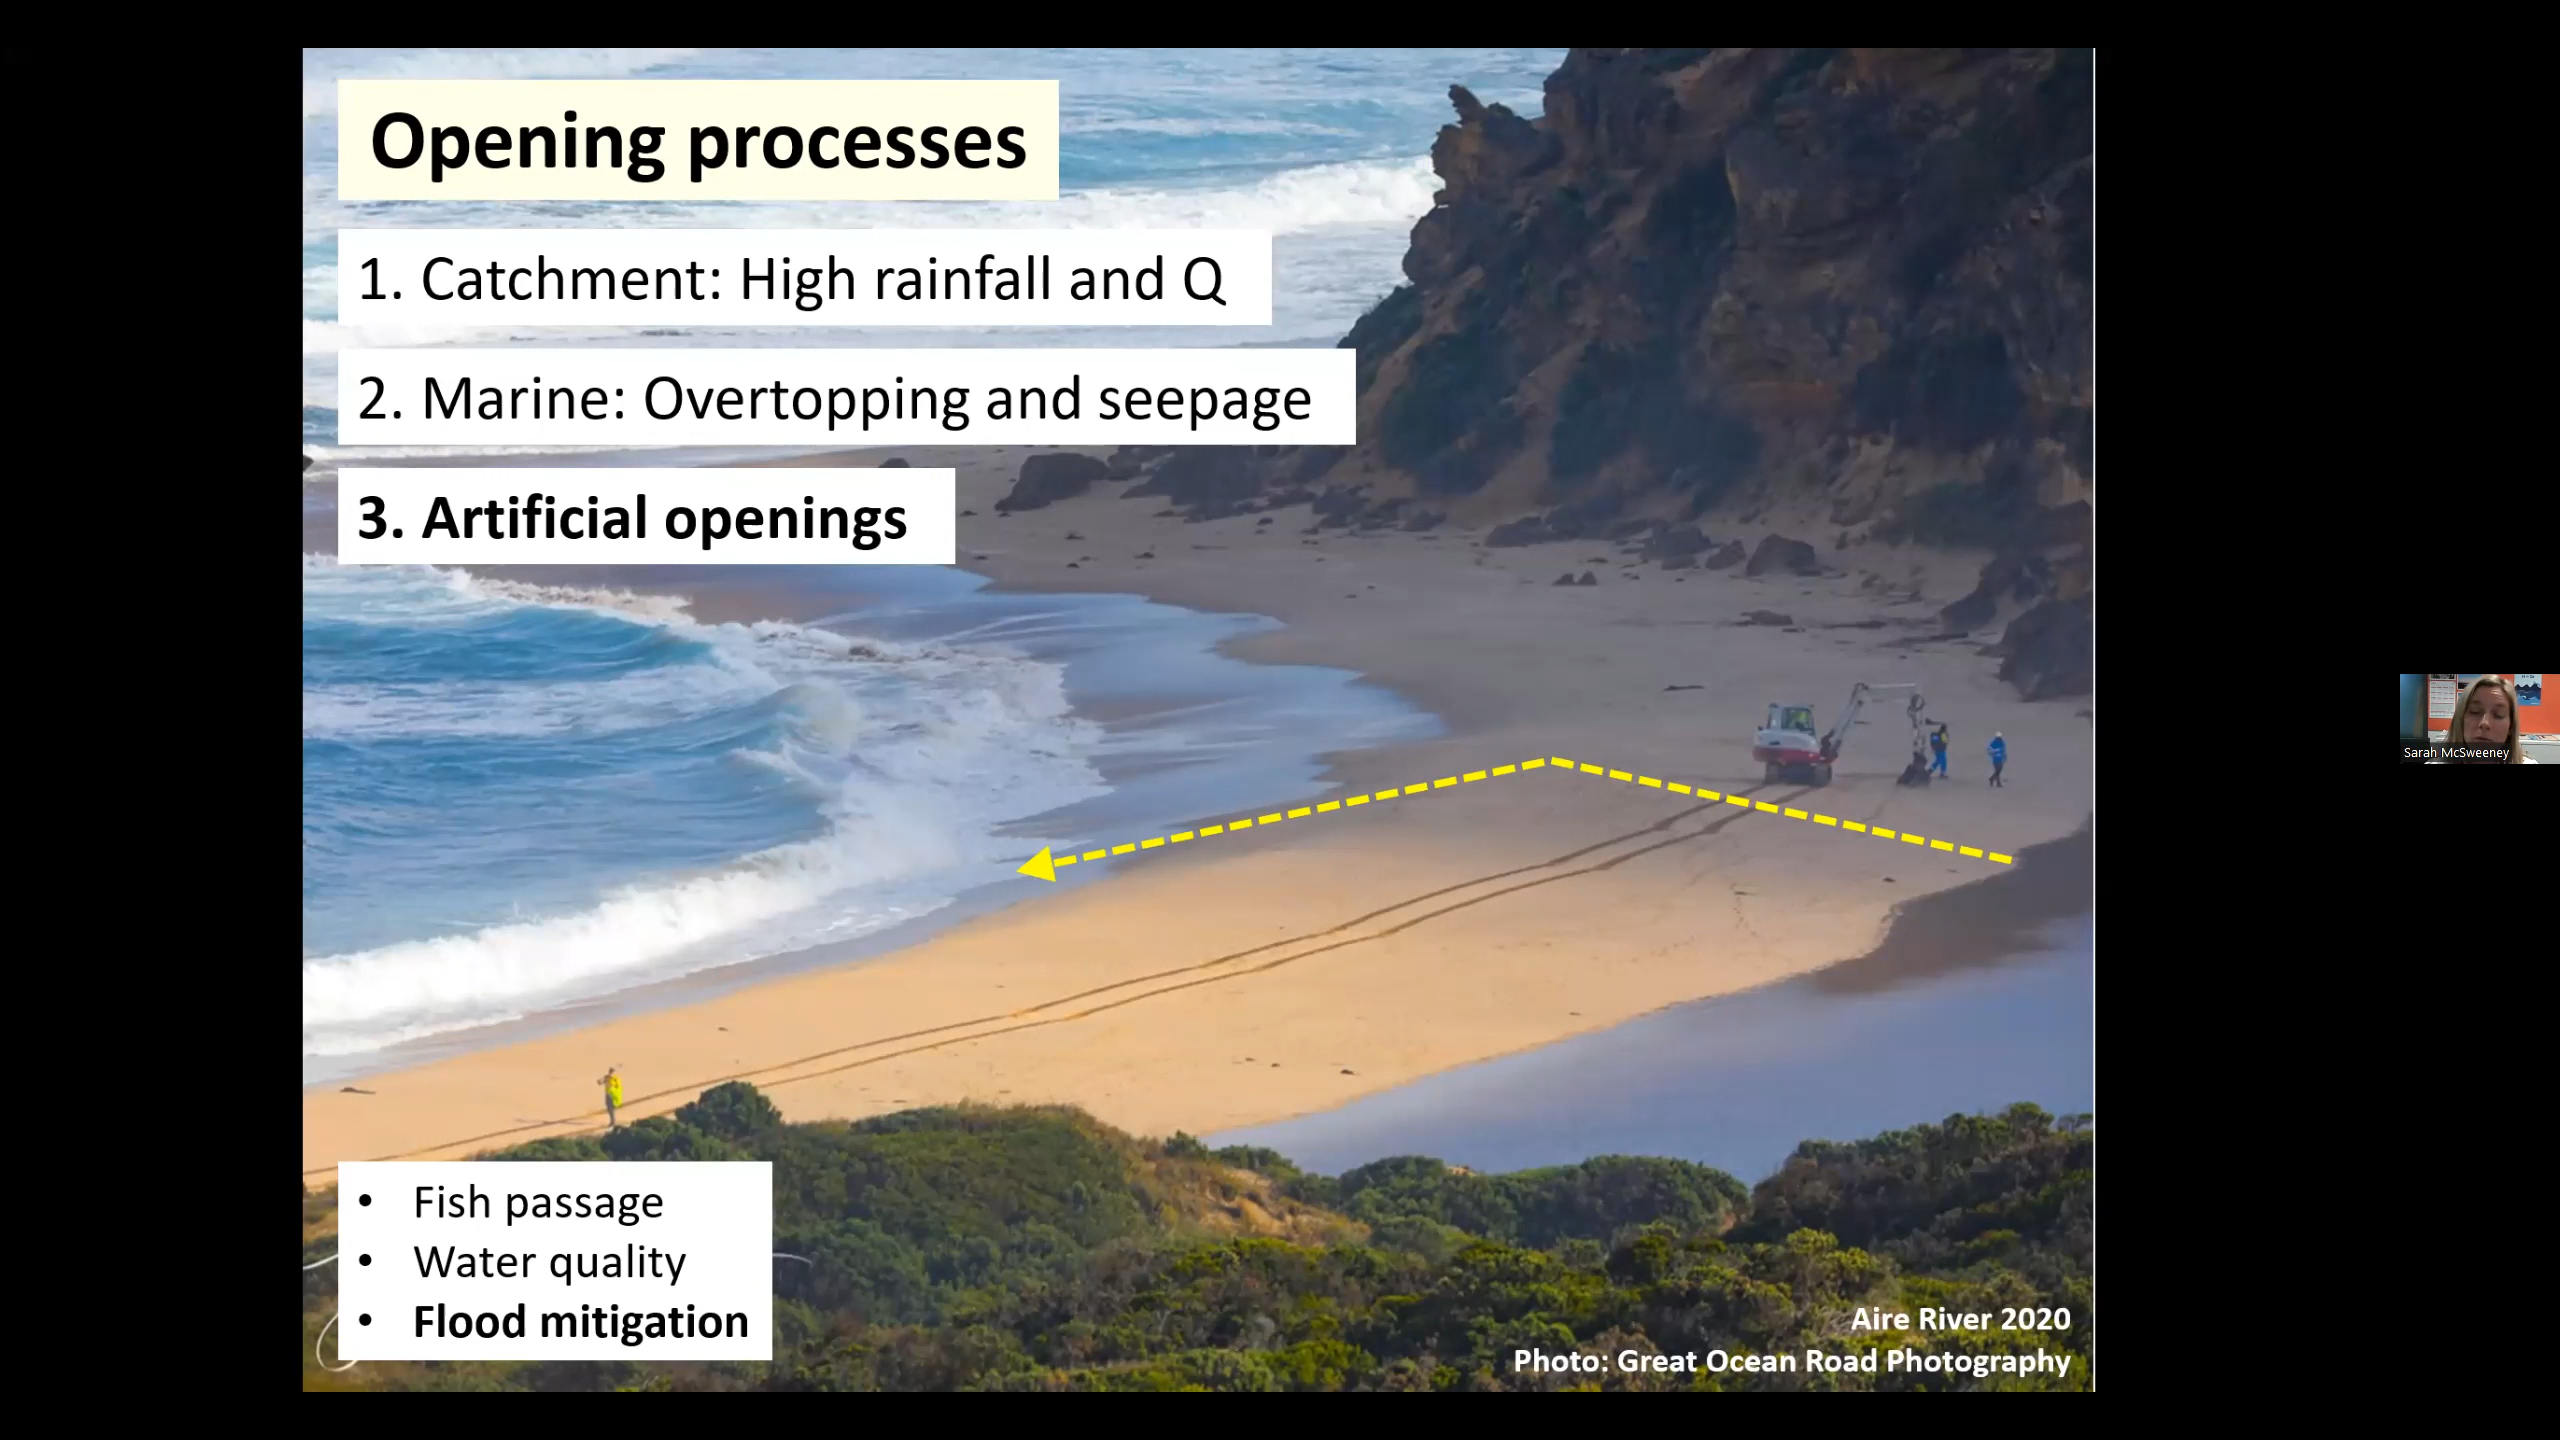 Opening processes
1. Catchment: High rainfall and Q
2. Marine: Overtopping and seepage
3. Artificial openings
• Fish passage
• Water quality
• Flood mitigation
Aire River 2020
Photo: Great Ocean Road Photography
Sarah McSweeney